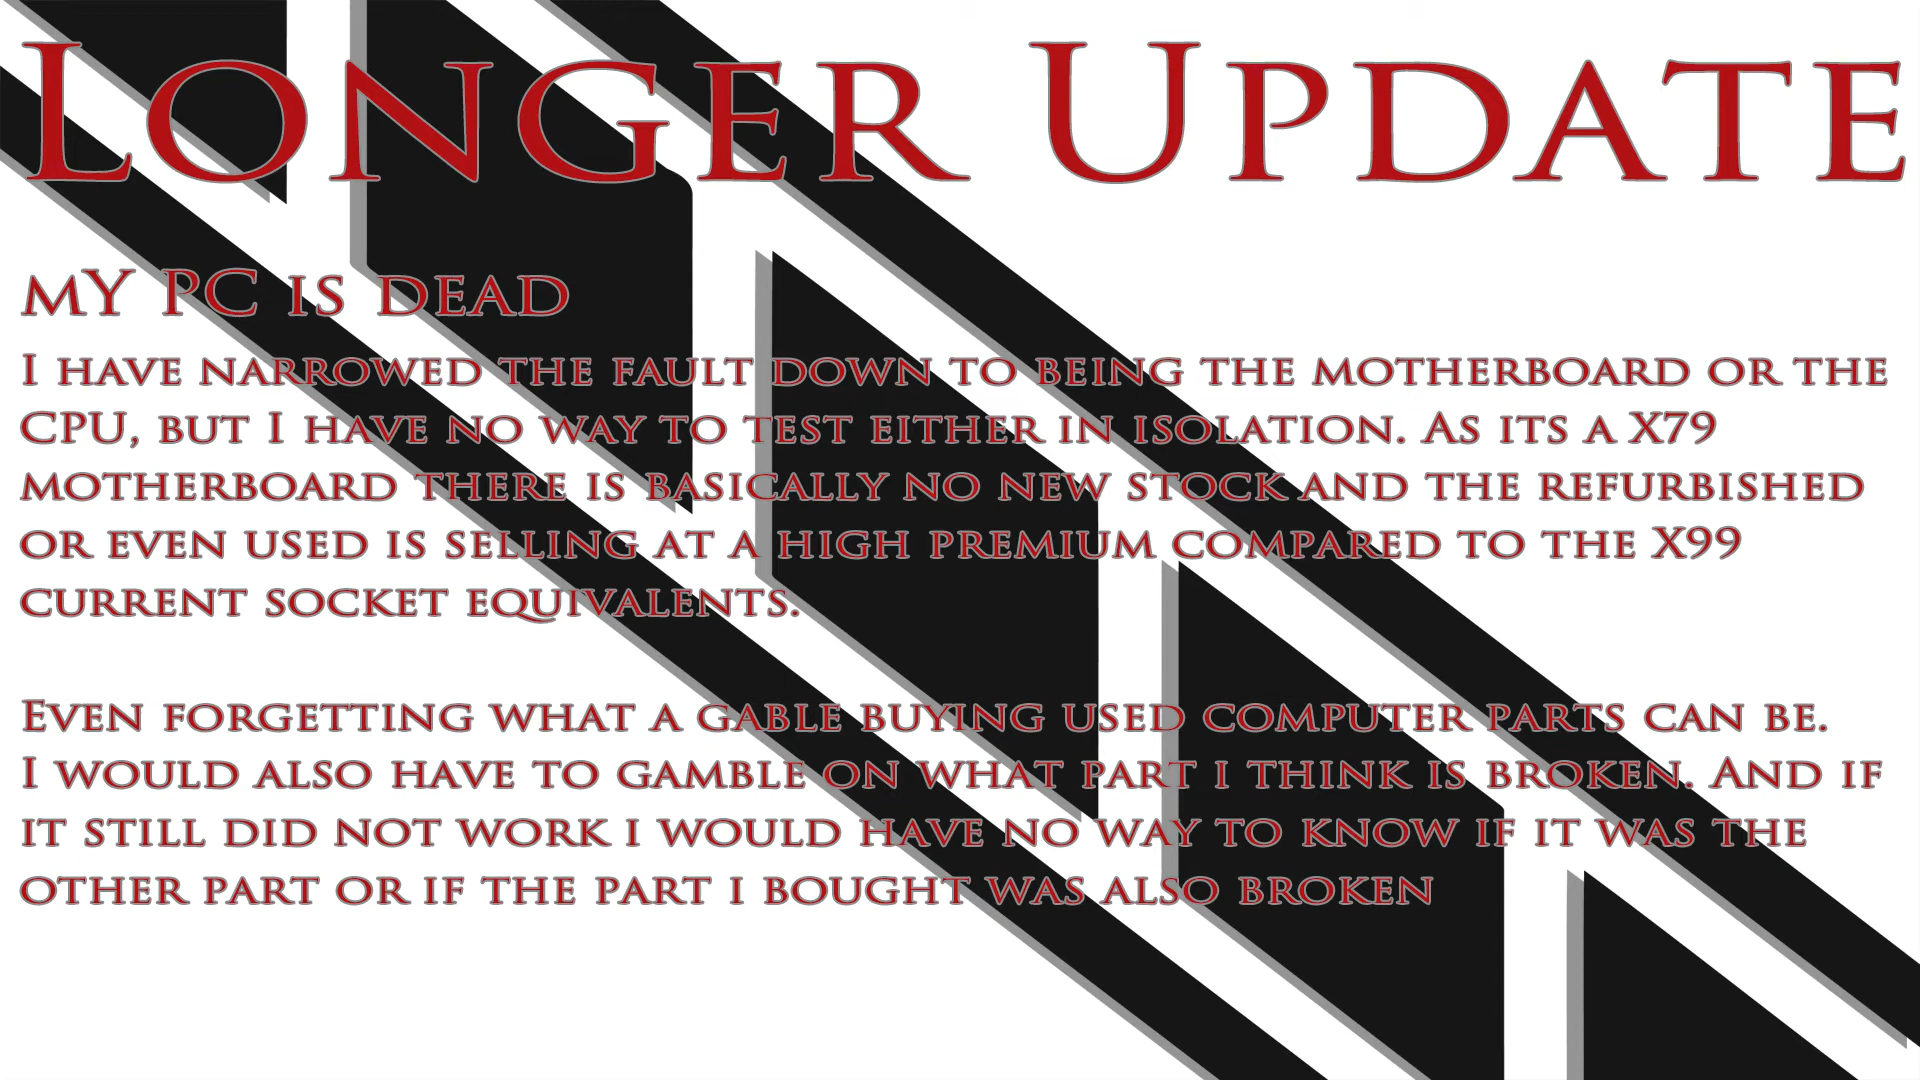 Longer Update
my PC is dead
I have narrowed the fault down to being the motherboard or the
CPU, but I have no way to test either in isolation. As its a X79
motherboard there is basically no new stock and the refurbished
or even used is selling at a high premium compared to the X99
current socket equivalents.
Even forgetting what a gable buying used computer parts can be.
I would also have to gamble on what part i think is broken. And if
it still did not work i would have no way to know if it was the
other part or if the part i bought was also broken